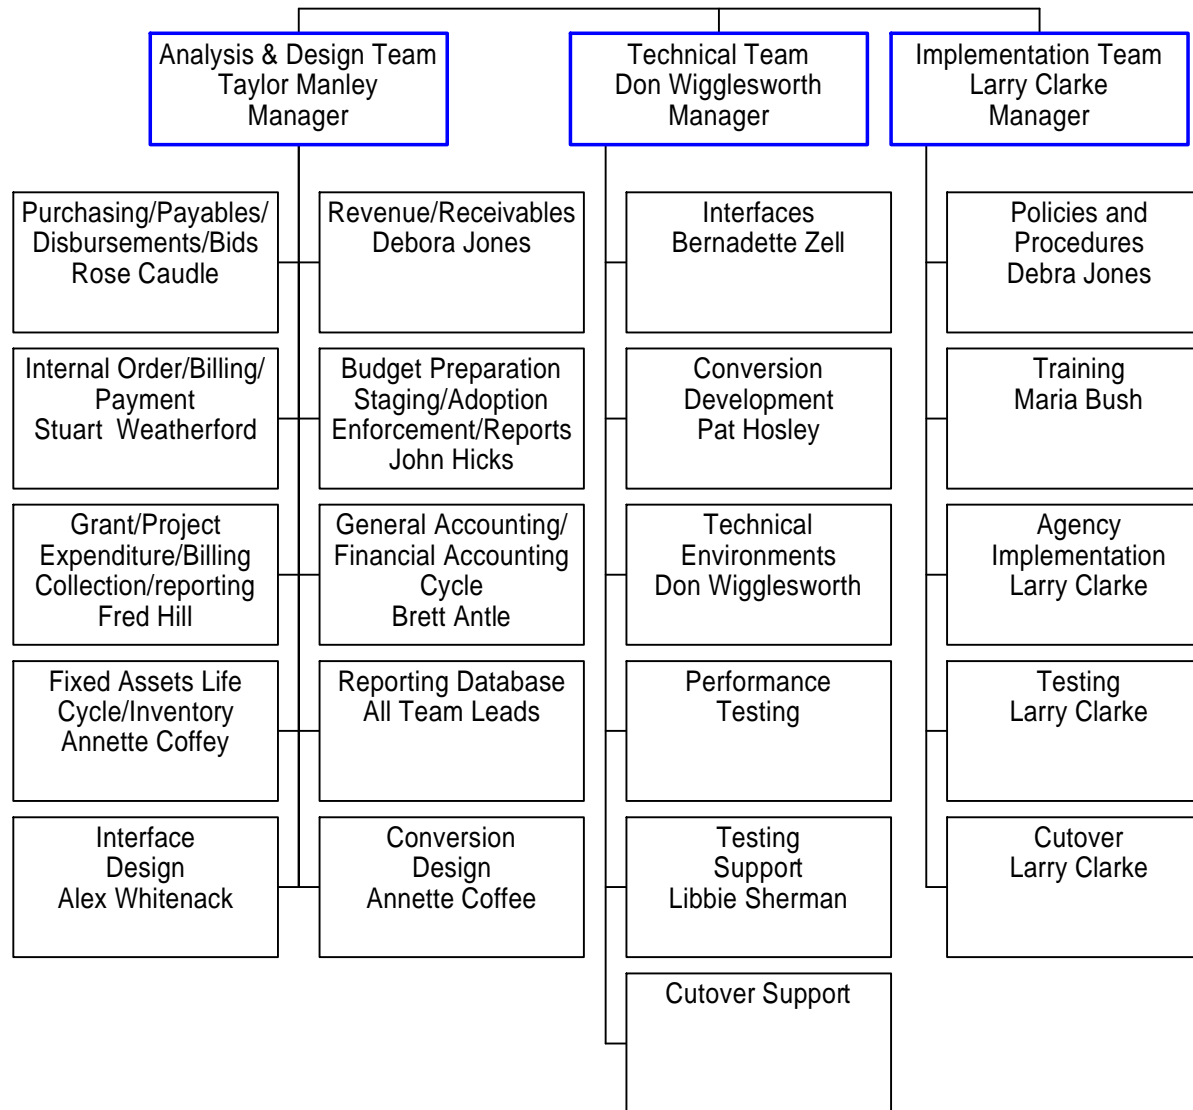 Analysis & Design Team
Taylor Manley
Manager
Technical Team
Don Wigglesworth
Manager
Implementation Team
Larry Clarke
Manager
Purchasing/Payables/
Disbursements/Bids
Rose Caudle
Revenue/Receivables
Debora Jones
Interfaces
Bernadette Zell
Policies and
Procedures
Debra Jones
Internal Order/Billing/
Payment
Stuart Weatherford
Budget Preparation
Staging/Adoption
Enforcement/Reports
John Hicks
Conversion
Development
Pat Hosley
Training
Maria Bush
Grant/Project
Expenditure/Billing
Collection/reporting
Fred Hill
General Accounting/
Financial Accounting
Cycle
Brett Antle
Technical
Environments
Don Wigglesworth
Agency
Implementation
Larry Clarke
Fixed Assets Life
Cycle/Inventory
Annette Coffey
Reporting Database
All Team Leads
Performance
Testing
Testing
Larry Clarke
Interface
Design
Alex Whitenack
Conversion
Design
Annette Coffee
Testing
Support
Libbie Sherman
Cutover
Larry Clarke
Cutover Support